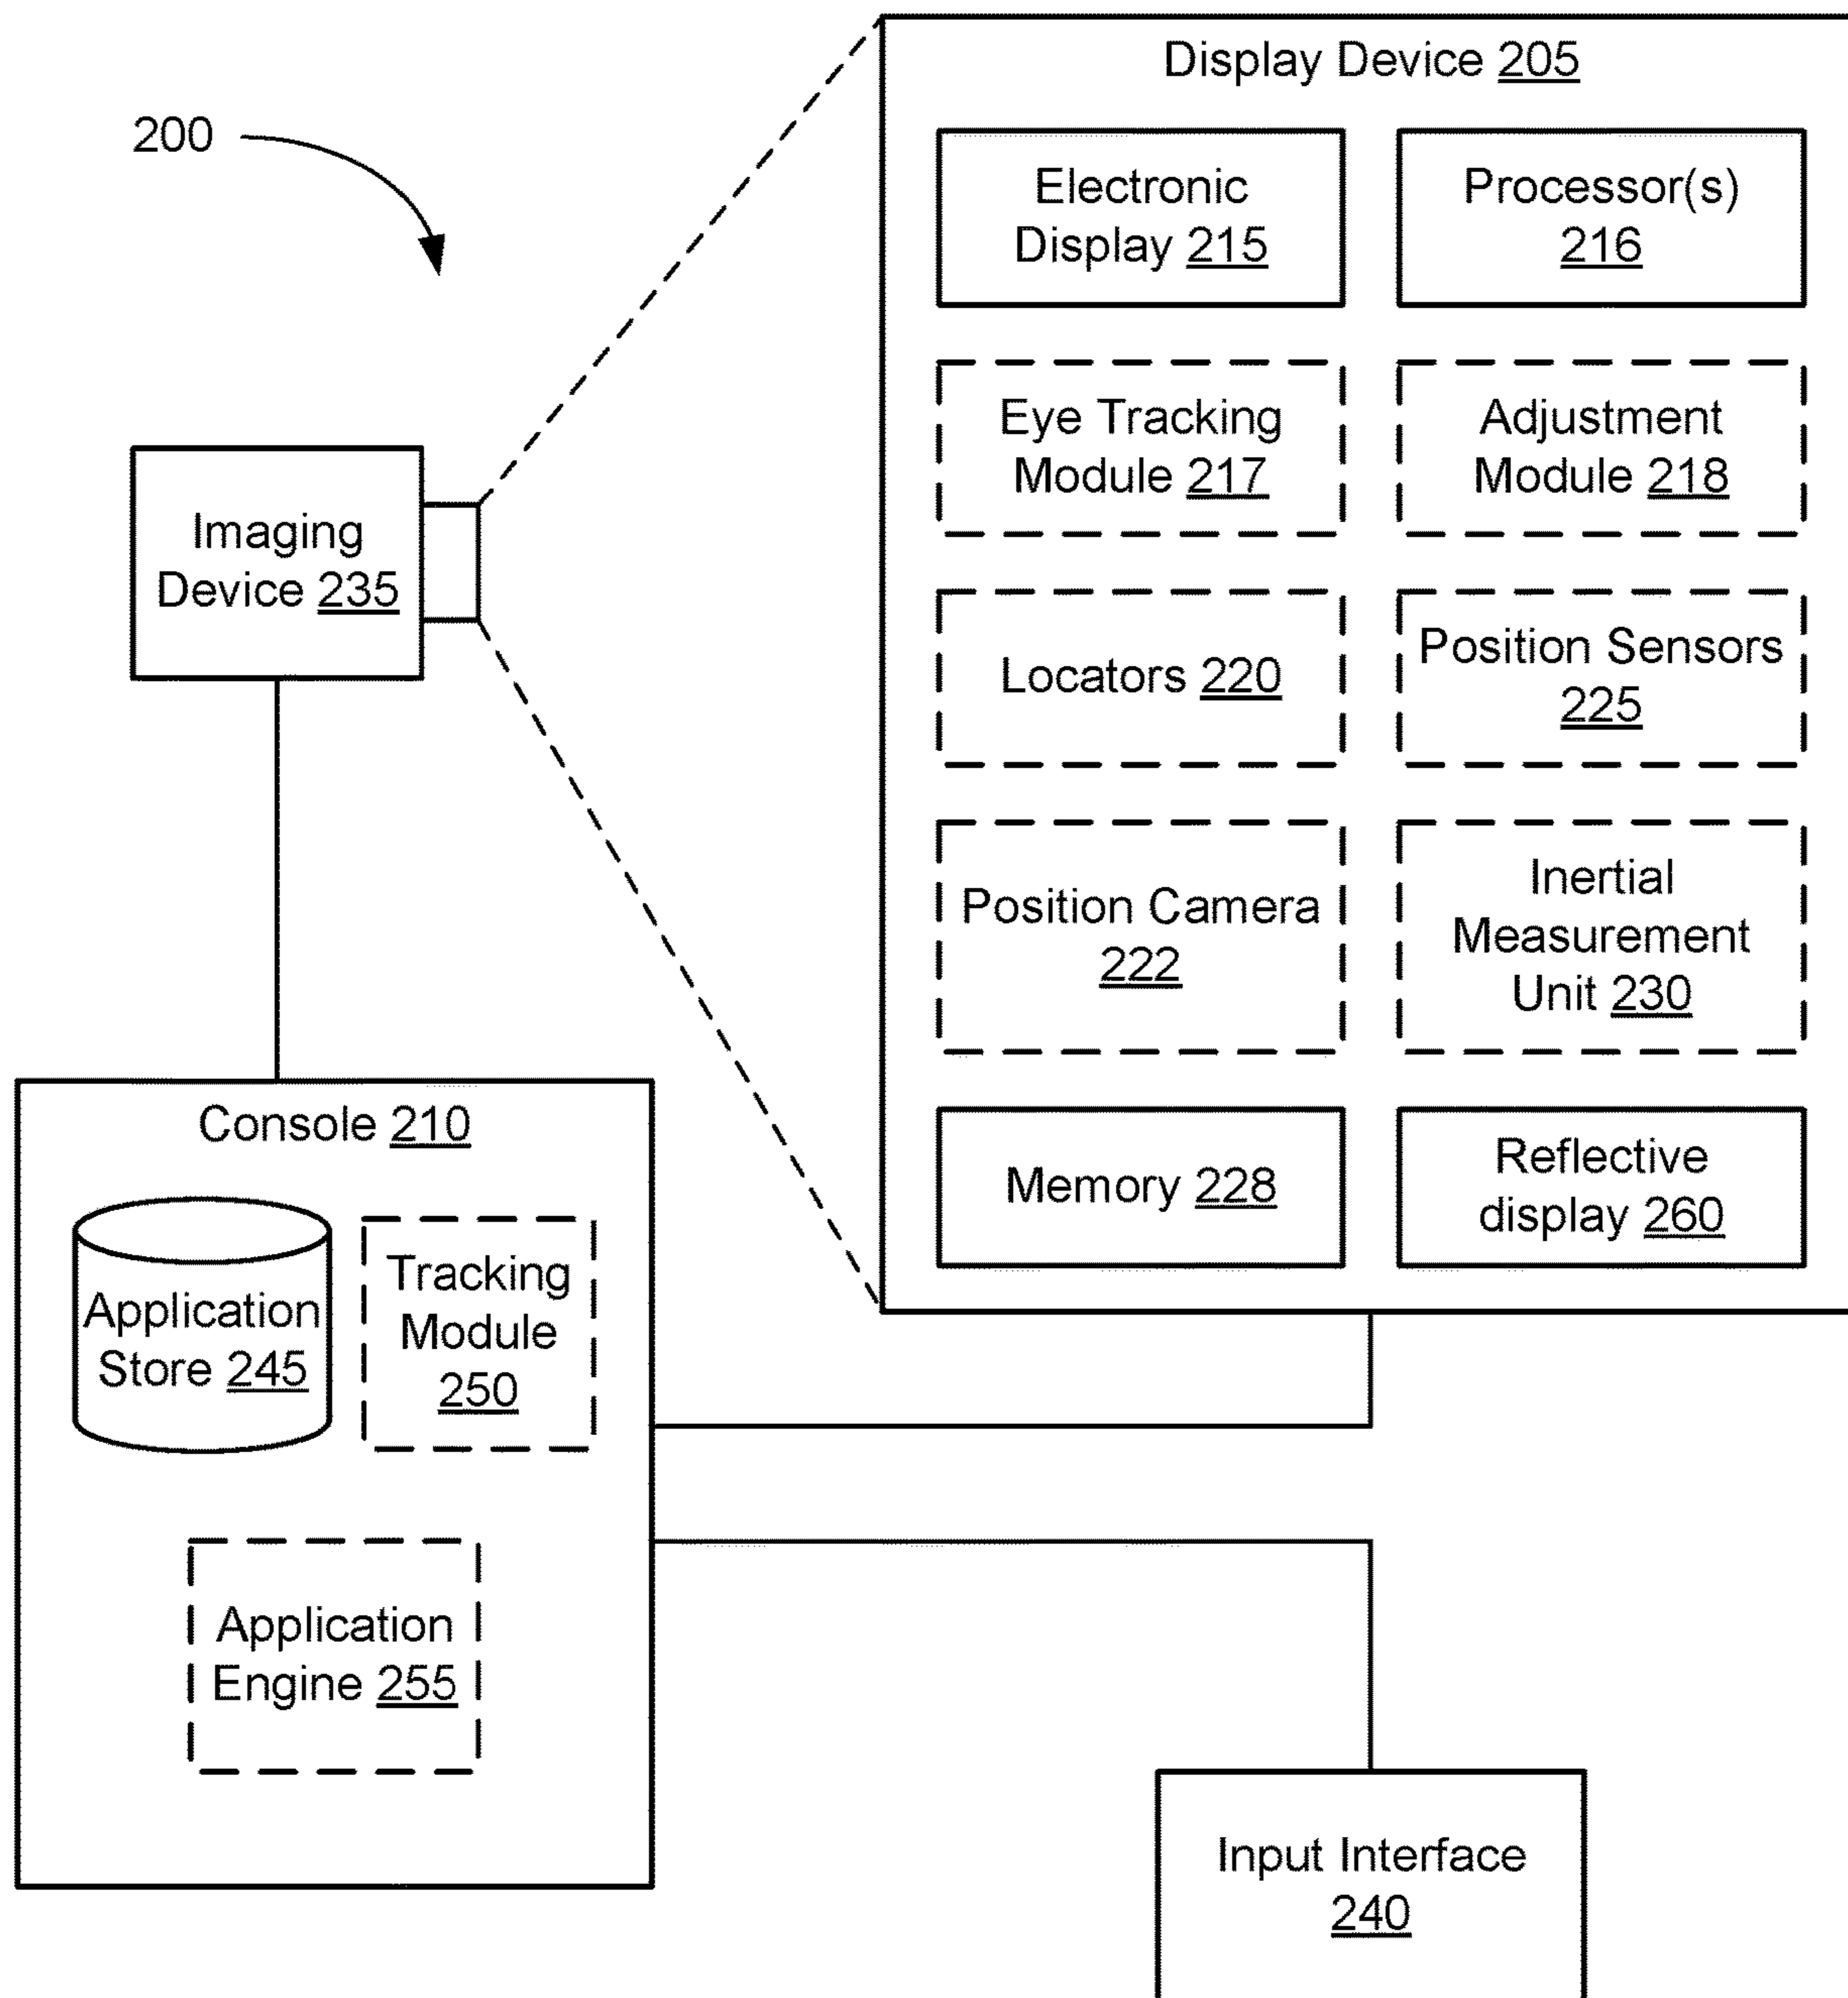 200
Display Device 205
Electronic
Display 215
Processor(s)
216
Eye Tracking
Module 217
Adjustment
Module 218
Imaging
Device 235
Locators 220
Position Sensors
225
Position Camera
222
Inertial
Measurement
Unit 230
Memory 228
Reflective
display 260
Console 210
Application
Store 245
Tracking
Module
250
Application
Engine 255
Input Interface
240